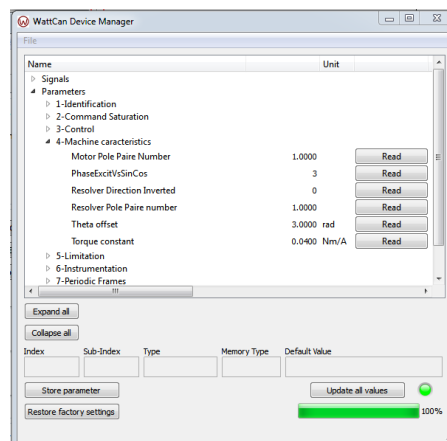 WattCan Device Manager
File
Name Unit
Signals
Parameters
1-Identification
2-Command Saturation
3-Control
4-Machine caracteristics
Motor Pole Paire Number 1.0000 Read
PhaseExcitVsSinCos 3 Read
Resolver Direction Inverted 0 Read
Resolver Pole Paire number 1.0000 Read
Theta offset 3.0000 rad Read
Torque constant 0.0400 Nm/A Read
5-Limitation
6-Instrumentation
7-Periodic Frames
Expand all
Collapse all
Index Sub-Index Type Memory Type Default Value
Store parameter Update all values
Restore factory settings 100%